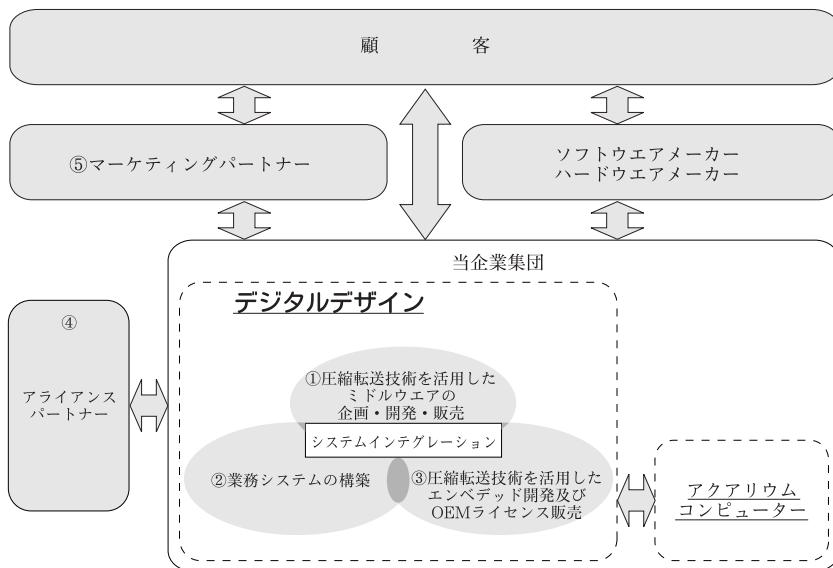 顧　客
⑤マーケティングパートナー
ソフトウエアメーカー
ハードウエアメーカー
当企業集団
デジタルデザイン
④
アライアンス
パートナー
①圧縮転送技術を活用した
ミドルウエアの
企画・開発・販売
システムインテグレーション
②業務システムの構築
③圧縮転送技術を活用した
エンベデッド開発及び
OEMライセンス販売
アクアリウム
コンピューター